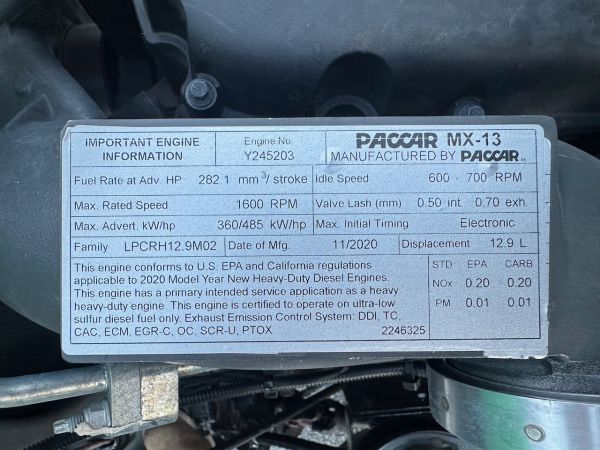 IMPORTANT ENGINE INFORMATION
Engine No.
Y245203
PACCAR MX-13
MANUFACTURED BY PACCAR
Fuel Rate at Adv. HP 282.1 mm³/ stroke Idle Speed 600 - 700 RPM
Max. Rated Speed 1600 RPM Valve Lash (mm) 0.50 int. 0.70 exh.
Max. Advert. kW/hp 360/485 kW/hp Max. Initial Timing Electronic
Family LPCRH12.9M02 Date of Mfg. 11/2020 Displacement 12.9 L
This engine conforms to U.S. EPA and California regulations
applicable to 2020 Model Year New Heavy-Duty Diesel Engines.
This engine has a primary intended service application as a heavy
heavy-duty engine. This engine is certified to operate on ultra-low
sulfur diesel fuel only. Exhaust Emission Control System: DDI, TC,
CAC, ECM, EGR-C, OC, SCR-U, PTOX 2246325
STD EPA CARB
NOx 0.20 0.20
PM 0.01 0.01